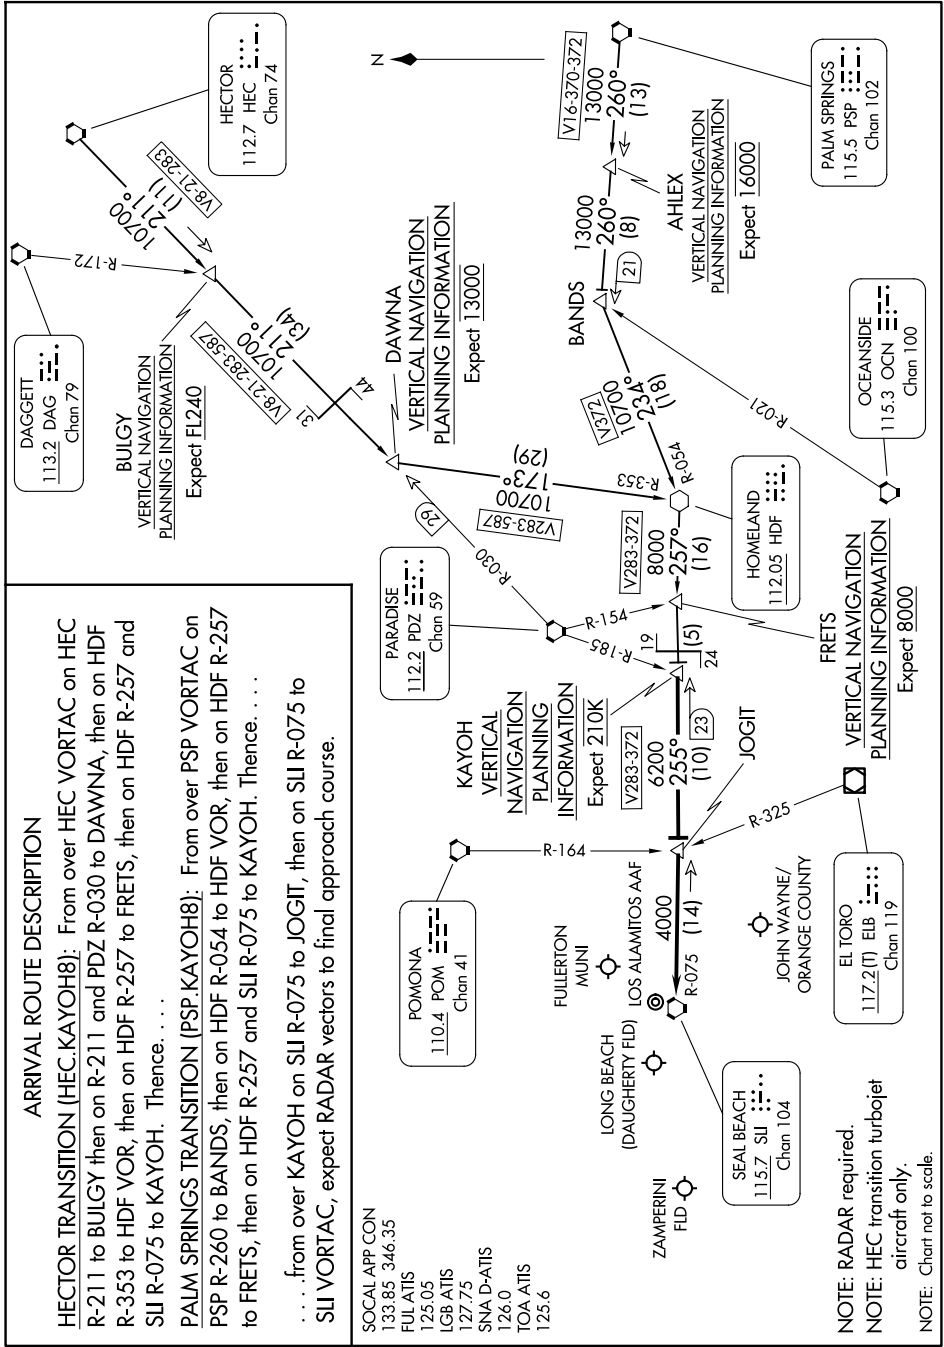 ARRIVAL ROUTE DESCRIPTION
HECTOR TRANSITION (HEC.KAYOH8): From over HEC VORTAC on HEC
R-211 to BULGY then on R-211 and PDZ R-030 to DAWNA, then on HDF
R-353 to HDF VOR, then on HDF R-257 to FRETS, then on HDF R-257 and
SLI R-075 to KAYOH. Thence. . . .
PALM SPRINGS TRANSITION (PSP.KAYOH8): From over PSP VORTAC on
PSP R-260 to BANDS, then on HDF R-054 to HDF VOR, then on HDF R-257
to FRETS, then on HDF R-257 and SLI R-075 to KAYOH. Thence. . . .
. . . .from over KAYOH on SLI R-075 to JOGIT, then on SLI R-075 to
SLI VORTAC, expect RADAR vectors to final approach course.
SOCAL APP CON
133.85 346.35
FUL ATIS
125.05
LGB ATIS
127.75
SNA D-ATIS
126.0
TOA ATIS
125.6
DAGGETT
113.2 DAG
Chan 79
HECTOR
112.7 HEC
Chan 74
R-172
V8-21-283
(11)
211°
10700
BULGY
VERTICAL NAVIGATION
PLANNING INFORMATION
Expect FL240
(34)
211°
10700
V8-21-283-587
31
44
DAWNA
VERTICAL NAVIGATION
PLANNING INFORMATION
Expect 13000
N
(29)
173°
10700
V283-587
29
R-030
R-353
PARADISE
112.2 PDZ
Chan 59
R-154
R-185
V16-370-372
13000
260°
(13)
AHLEX
VERTICAL NAVIGATION
PLANNING INFORMATION
Expect 16000
PALM SPRINGS
115.5 PSP
Chan 102
13000
260°
(8)
21
BANDS
V372
10700
234°
(18)
R-054
R-021
OCEANSIDE
115.3 OCN
Chan 100
HOMELAND
112.05 HDF
V283-372
8000
257°
(16)
FRETS
VERTICAL NAVIGATION
PLANNING INFORMATION
Expect 8000
19
24
(5)
KAYOH
VERTICAL
NAVIGATION
PLANNING
INFORMATION
Expect 210K
V283-372
6200
255°
(10)
23
JOGIT
POMONA
110.4 POM
Chan 41
R-164
R-325
EL TORO
117.2(T) ELB
Chan 119
4000
(14)
R-075
FULLERTON
MUNI
LOS ALAMITOS AAF
JOHN WAYNE/
ORANGE COUNTY
LONG BEACH
(DAUGHERTY FLD)
SEAL BEACH
115.7 SLI
Chan 104
ZAMPERINI
FLD
NOTE: RADAR required.
NOTE: HEC transition turbojet
aircraft only.
NOTE: Chart not to scale.